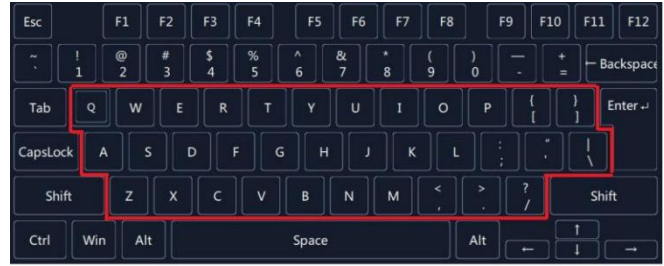 Esc F1 F2 F3 F4 F5 F6 F7 F8 F9 F10 F11 F12
~ ! @ # $ % ^ & * ( ) — +
` 1 2 3 4 5 6 7 8 9 0 - = ← Backspace
Tab Q W E R T Y U I O P { } Enter ↵
[ ]
CapsLock A S D F G H J K L : " |
; ' \
Shift Z X C V B N M < > ? Shift
, . /
Ctrl Win Alt Space Alt ← ↑ ↓ →